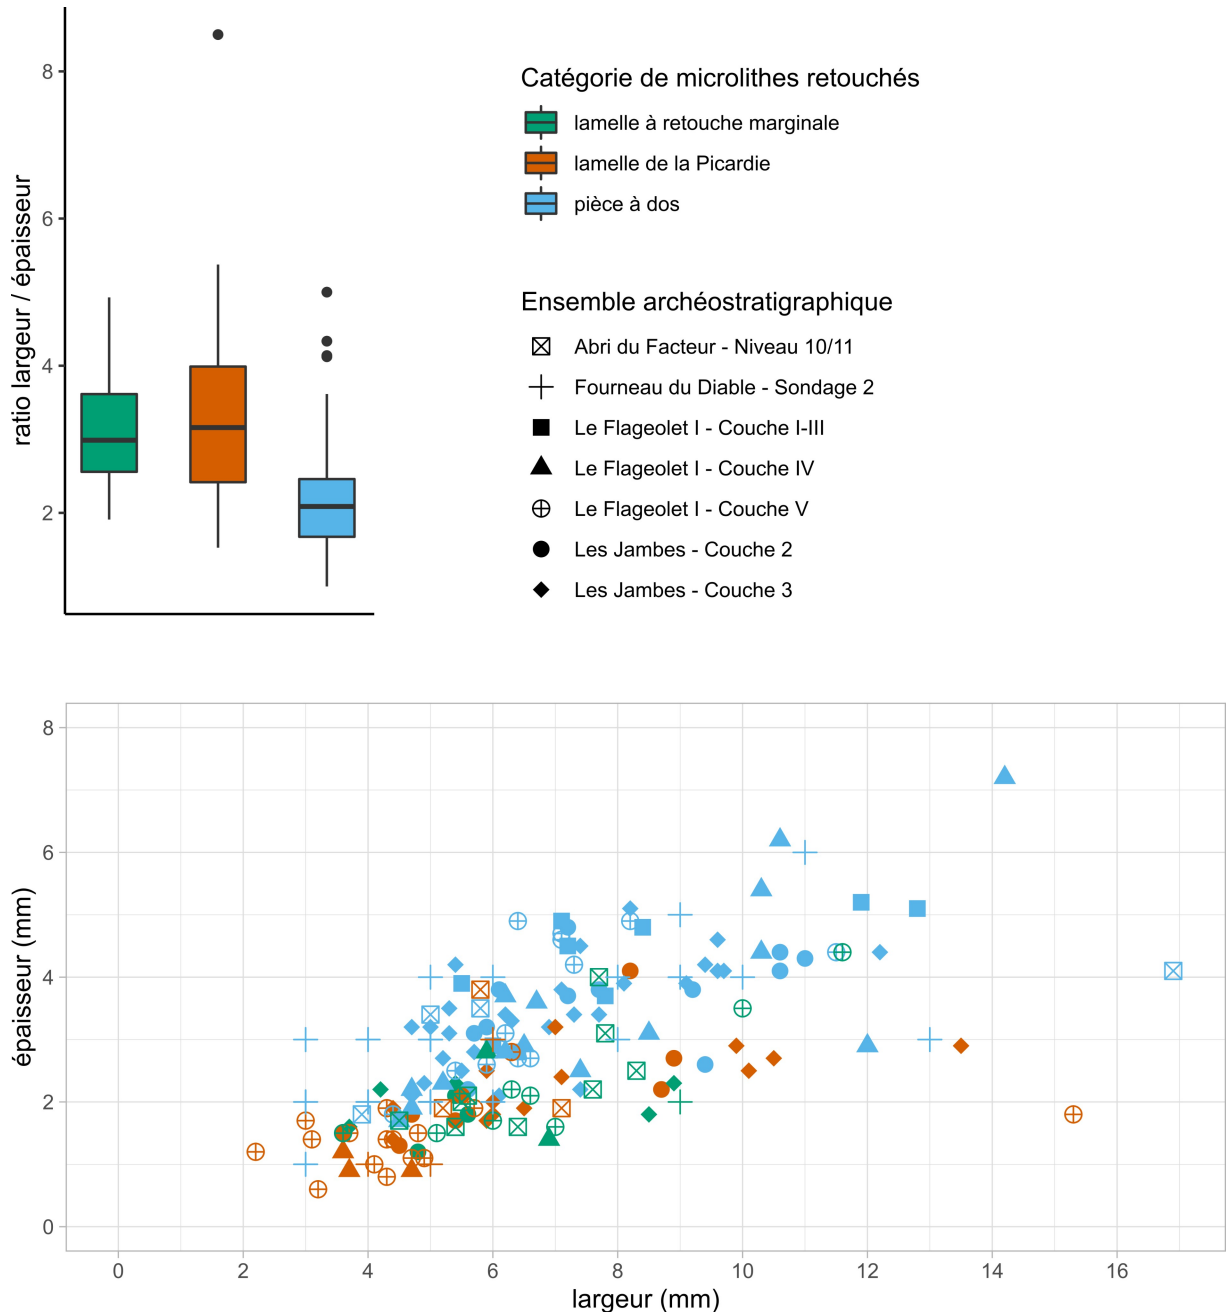 8
6
4
2
ratio largeur / épaisseur
Catégorie de microlithes retouchés
lamelle à retouche marginale
lamelle de la Picardie
pièce à dos
Ensemble archéostratigraphique
Abri du Facteur - Niveau 10/11
Fourneau du Diable - Sondage 2
Le Flageolet I - Couche I-III
Le Flageolet I - Couche IV
Le Flageolet I - Couche V
Les Jambes - Couche 2
Les Jambes - Couche 3
8
6
4
2
0
épaisseur (mm)
0 2 4 6 8 10 12 14 16
largeur (mm)